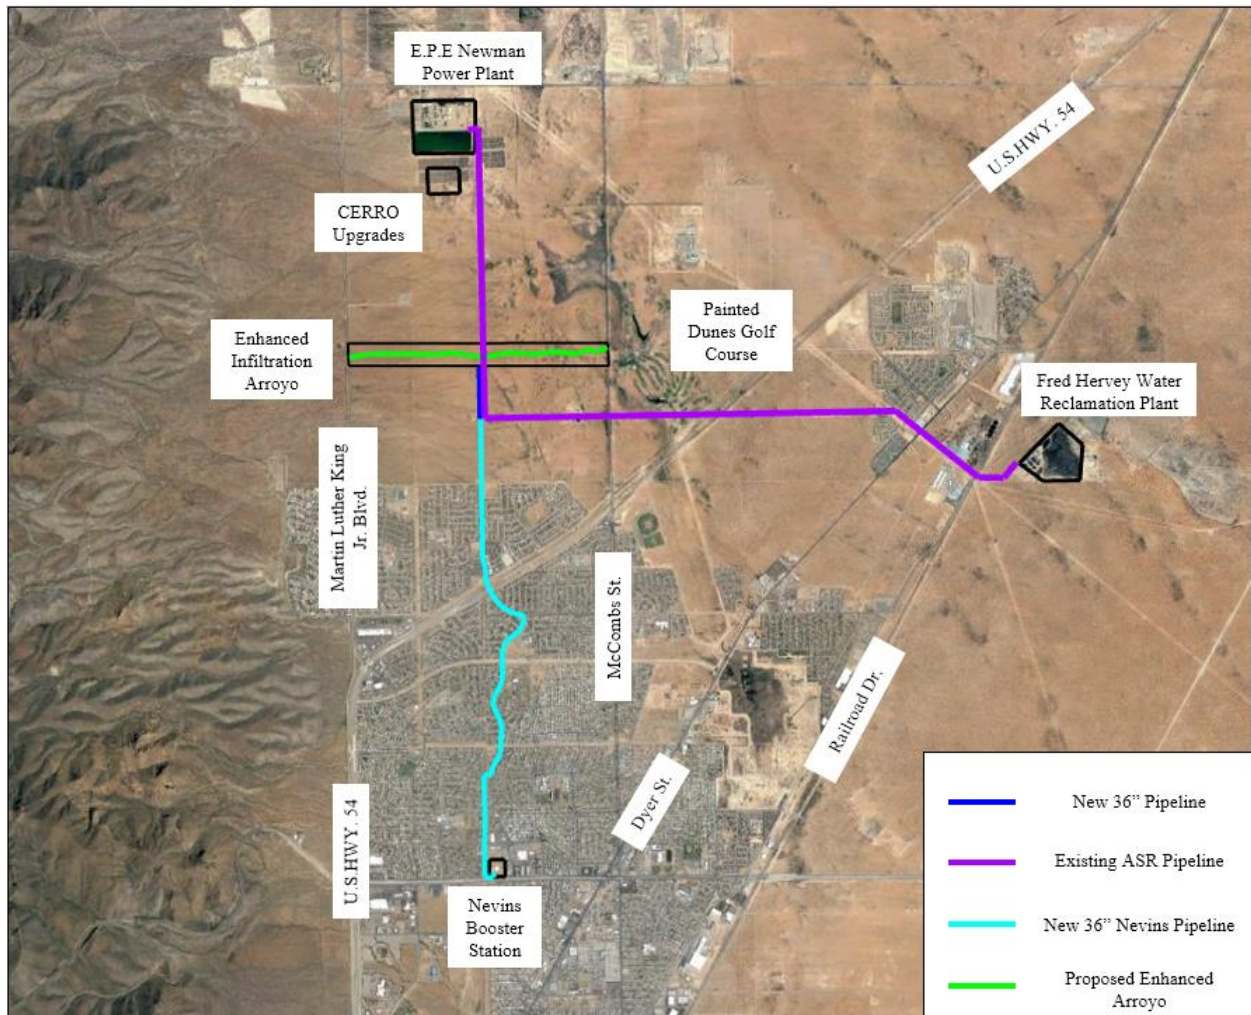 E.P.E Newman
Power Plant
U.S.HWY. 54
CERRO
Upgrades
Painted
Dunes Golf
Course
Enhanced
Infiltration
Arroyo
Fred Hervey Water
Reclamation Plant
Martin Luther King
Jr. Blvd.
McCombs St.
Railroad Dr,
Dyer St.
U.S.HWY. 54
Nevins
Booster
Station
New 36” Pipeline
Existing ASR Pipeline
New 36” Nevins Pipeline
Proposed Enhanced
Arroyo